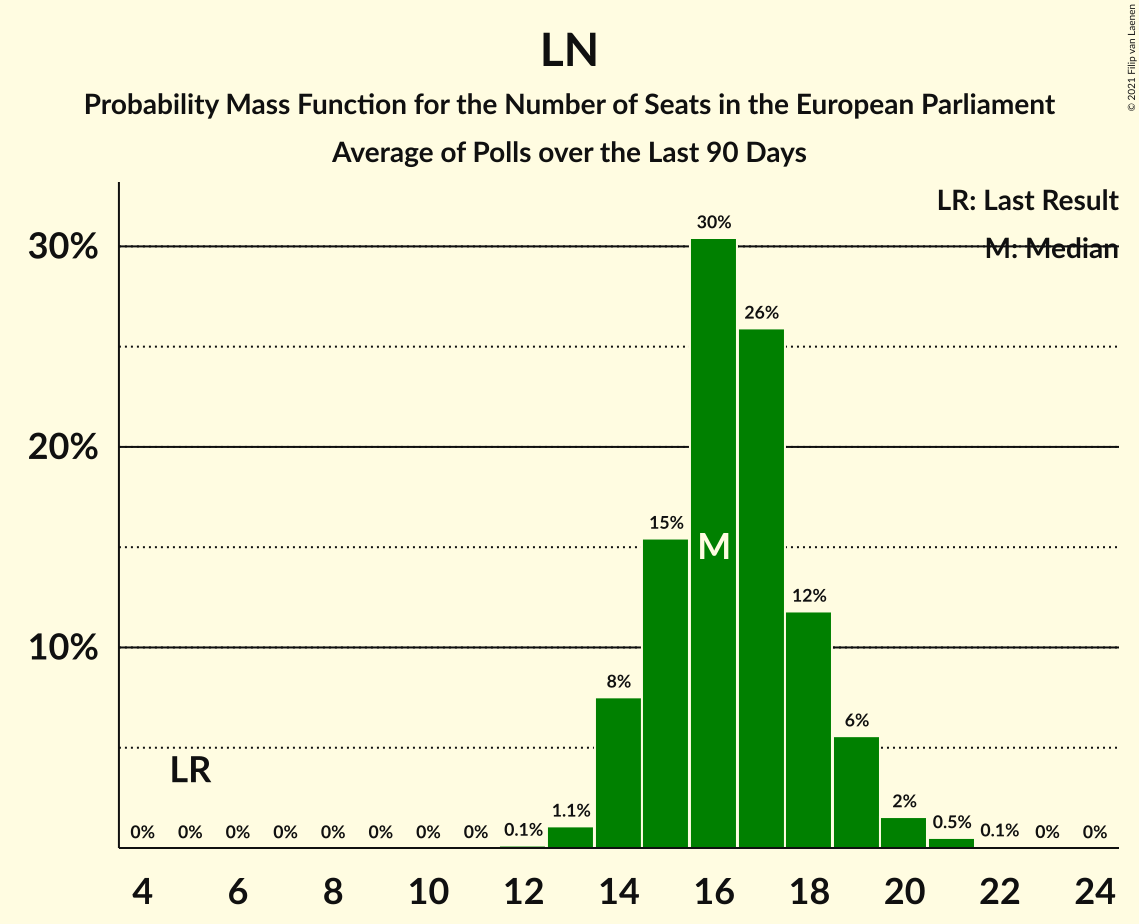 LN
Probability Mass Function for the Number of Seats in the European Parliament
Average of Polls over the Last 90 Days
© 2021 Filip van Laenen
LR: Last Result
M: Median
30%
20%
10%
0% 0% 0% 0% 0% 0% 0% 0% 0.1% 1.1% 8% 15% 30% 26% 12% 6% 2% 0.5% 0.1% 0% 0%
LR
M
4 6 8 10 12 14 16 18 20 22 24